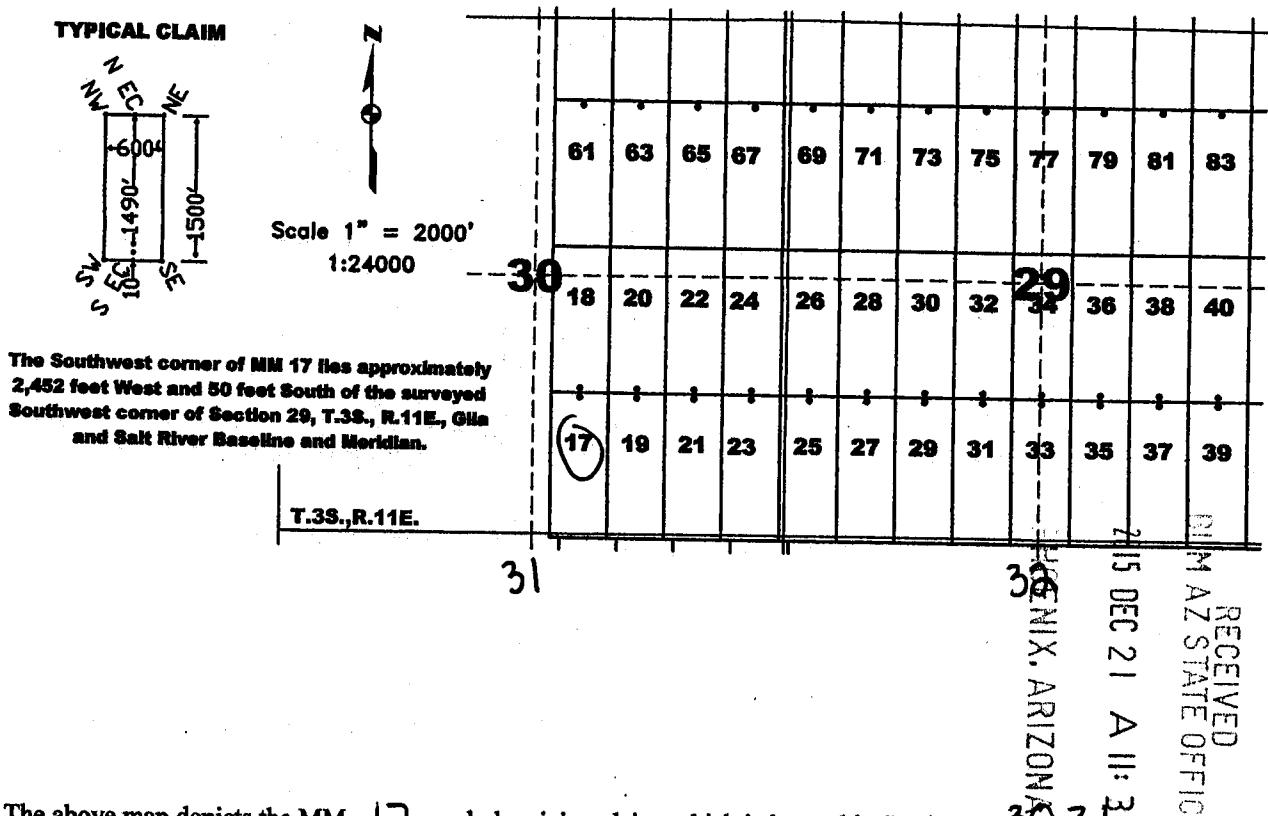 TYPICAL CLAIM
N
N EC
NW
NE
600'
1490'
1500'
10'
SW
S EC
SE
Scale 1" = 2000'
1:24000
61 63 65 67 69 71 73 75 77 79 81 83
30
29
18 20 22 24 26 28 30 32 34 36 38 40
The Southwest corner of MM 17 lies approximately
2,452 feet West and 50 feet South of the surveyed
Southwest corner of Section 29, T.3S., R.11E., Gila
and Salt River Baseline and Meridian.
17 19 21 23 25 27 29 31 33 35 37 39
T.3S.,R.11E.
31
32
RECEIVED
BLM AZ STATE OFFIC
2015 DEC 21 A 11: 3
PHOENIX, ARIZONA
The above map depicts the MM 17